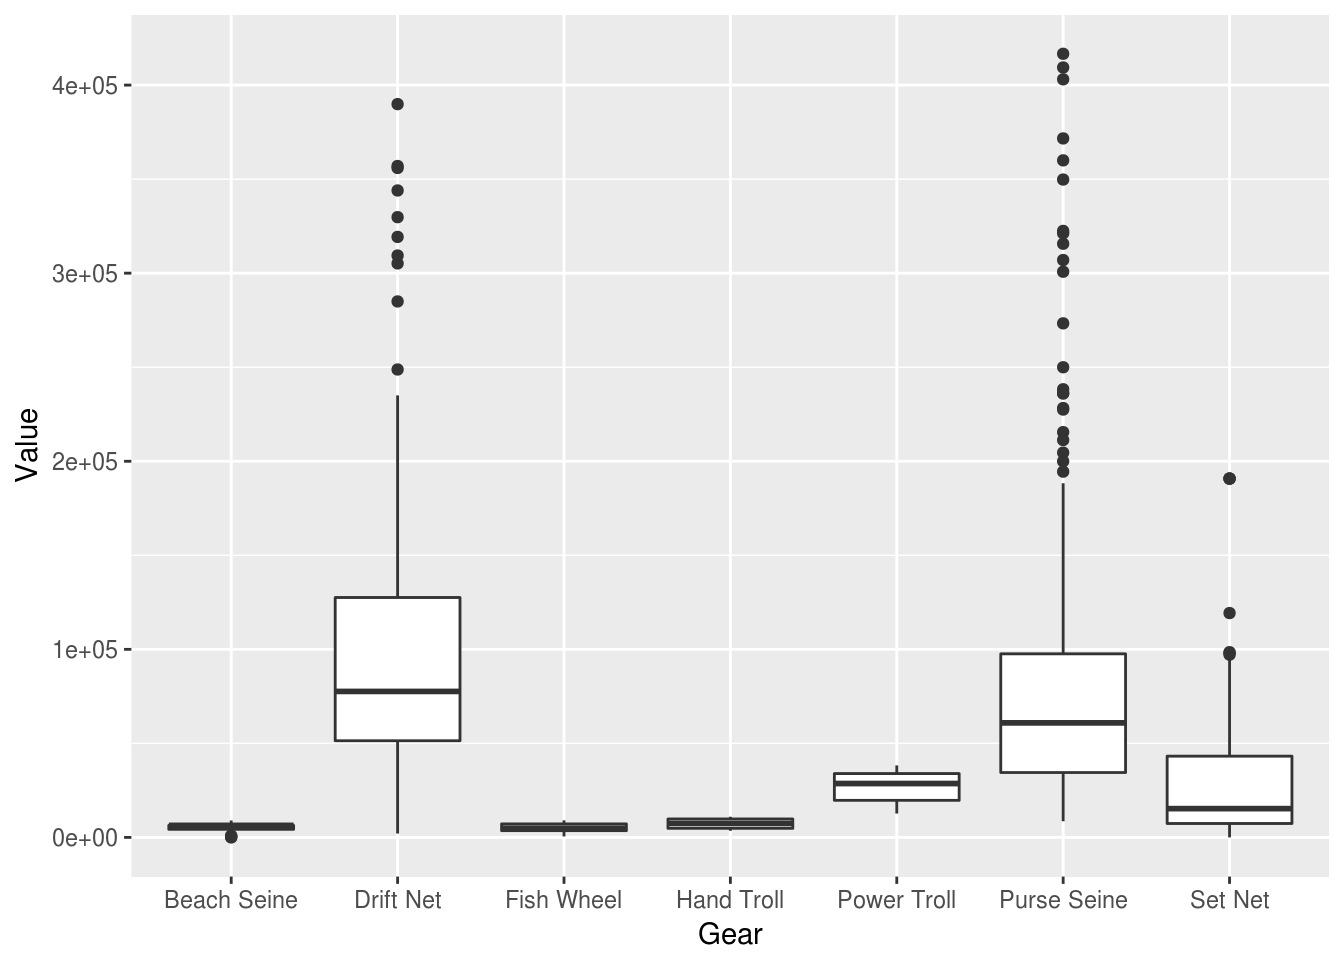 4e+05
3e+05
2e+05
1e+05
0e+00
Value
Beach Seine Drift Net Fish Wheel Hand Troll Power Troll Purse Seine Set Net
Gear